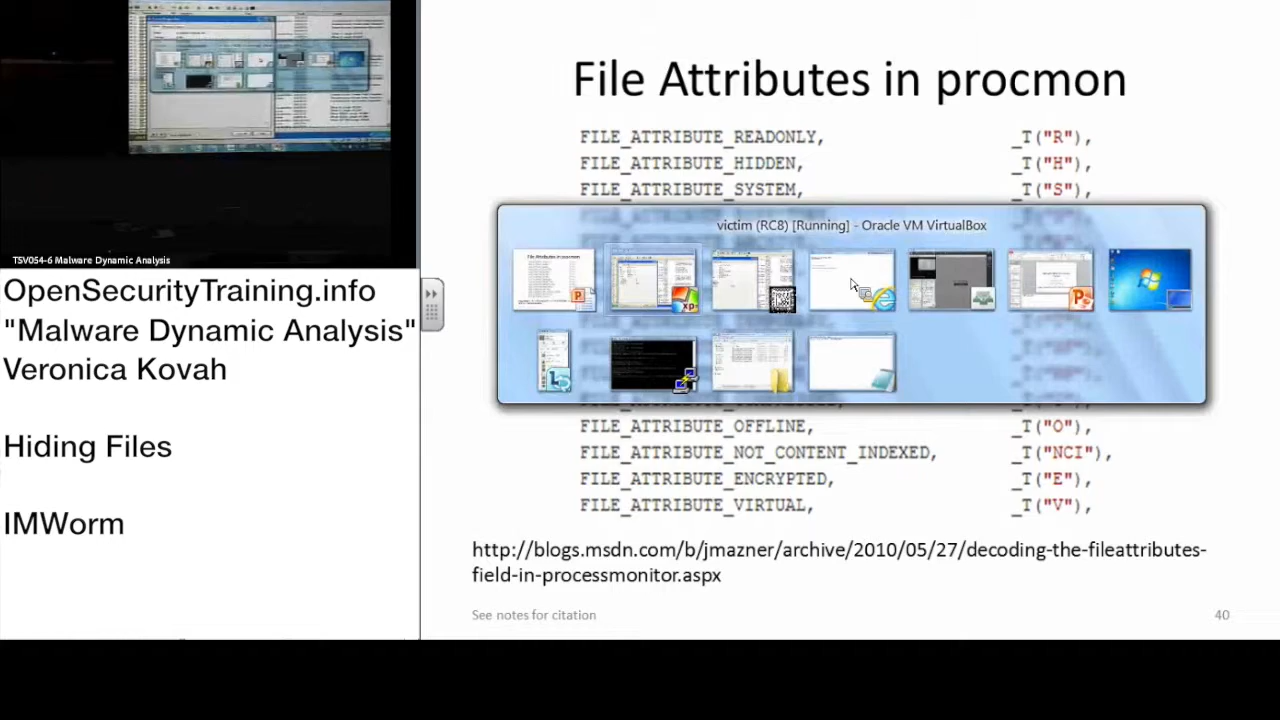 TSV054-6 Malware Dynamic Analysis
OpenSecurityTraining.info
"Malware Dynamic Analysis"
Veronica Kovah
Hiding Files
IMWorm
File Attributes in procmon
FILE_ATTRIBUTE_READONLY, _T("R"),
FILE_ATTRIBUTE_HIDDEN, _T("H"),
FILE_ATTRIBUTE_SYSTEM, _T("S"),
victim (RC8) [Running] - Oracle VM VirtualBox
FILE_ATTRIBUTE_OFFLINE, _T("O"),
FILE_ATTRIBUTE_NOT_CONTENT_INDEXED, _T("NCI"),
FILE_ATTRIBUTE_ENCRYPTED, _T("E"),
FILE_ATTRIBUTE_VIRTUAL, _T("V"),
http://blogs.msdn.com/b/jmazner/archive/2010/05/27/decoding-the-fileattributes-
field-in-processmonitor.aspx
See notes for citation
40